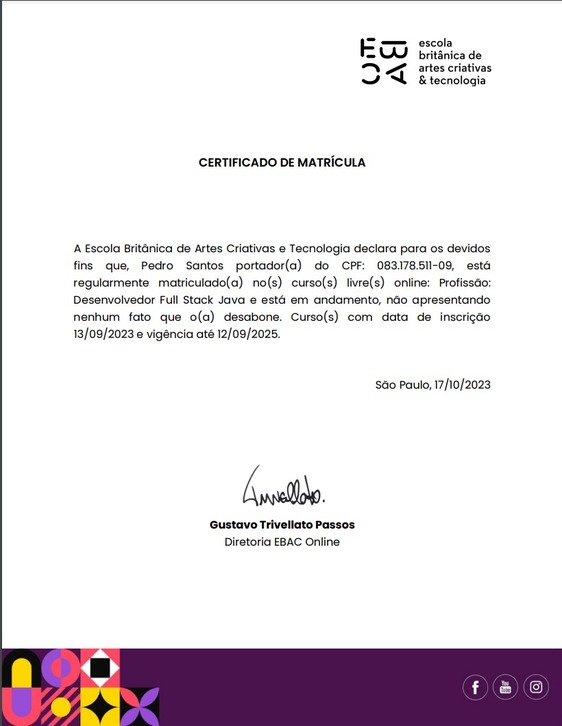 EBAC
escola
britânica de
artes criativas
& tecnologia
CERTIFICADO DE MATRÍCULA
A Escola Britânica de Artes Criativas e Tecnologia declara para os devidos
fins que, Pedro Santos portador(a) do CPF: 083.178.511-09, está
regularmente matriculado(a) no(s) curso(s) livre(s) online: Profissão:
Desenvolvedor Full Stack Java e está em andamento, não apresentando
nenhum fato que o(a) desabone. Curso(s) com data de inscrição
13/09/2023 e vigência até 12/09/2025.
São Paulo, 17/10/2023
Trivellato.
Gustavo Trivellato Passos
Diretoria EBAC Online
You
Tube